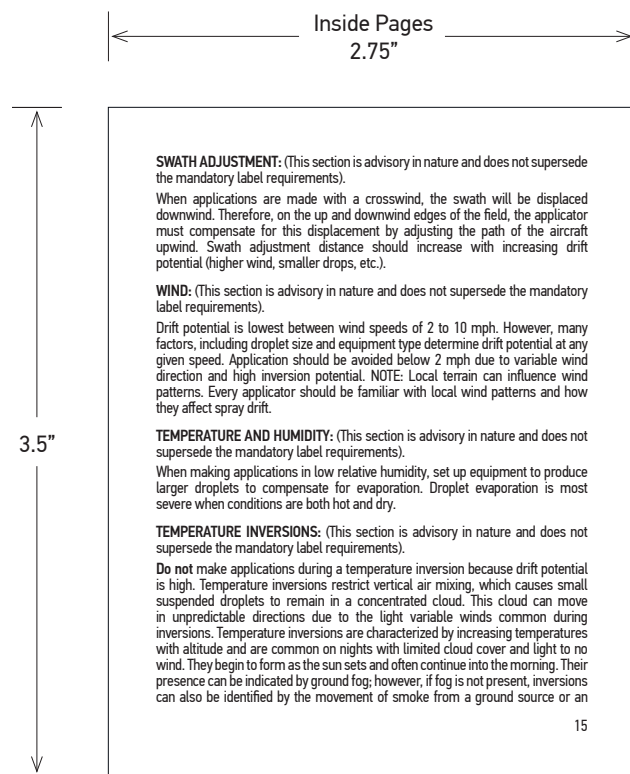 Inside Pages
2.75”
3.5”
SWATH ADJUSTMENT: (This section is advisory in nature and does not supersede
the mandatory label requirements).
When applications are made with a crosswind, the swath will be displaced
downwind. Therefore, on the up and downwind edges of the field, the applicator
must compensate for this displacement by adjusting the path of the aircraft
upwind. Swath adjustment distance should increase with increasing drift
potential (higher wind, smaller drops, etc.).
WIND: (This section is advisory in nature and does not supersede the mandatory
label requirements).
Drift potential is lowest between wind speeds of 2 to 10 mph. However, many
factors, including droplet size and equipment type determine drift potential at any
given speed. Application should be avoided below 2 mph due to variable wind
direction and high inversion potential. NOTE: Local terrain can influence wind
patterns. Every applicator should be familiar with local wind patterns and how
they affect spray drift.
TEMPERATURE AND HUMIDITY: (This section is advisory in nature and does not
supersede the mandatory label requirements).
When making applications in low relative humidity, set up equipment to produce
larger droplets to compensate for evaporation. Droplet evaporation is most
severe when conditions are both hot and dry.
TEMPERATURE INVERSIONS: (This section is advisory in nature and does not
supersede the mandatory label requirements).
Do not make applications during a temperature inversion because drift potential
is high. Temperature inversions restrict vertical air mixing, which causes small
suspended droplets to remain in a concentrated cloud. This cloud can move
in unpredictable directions due to the light variable winds common during
inversions. Temperature inversions are characterized by increasing temperatures
with altitude and are common on nights with limited cloud cover and light to no
wind. They begin to form as the sun sets and often continue into the morning. Their
presence can be indicated by ground fog; however, if fog is not present, inversions
can also be identified by the movement of smoke from a ground source or an
15